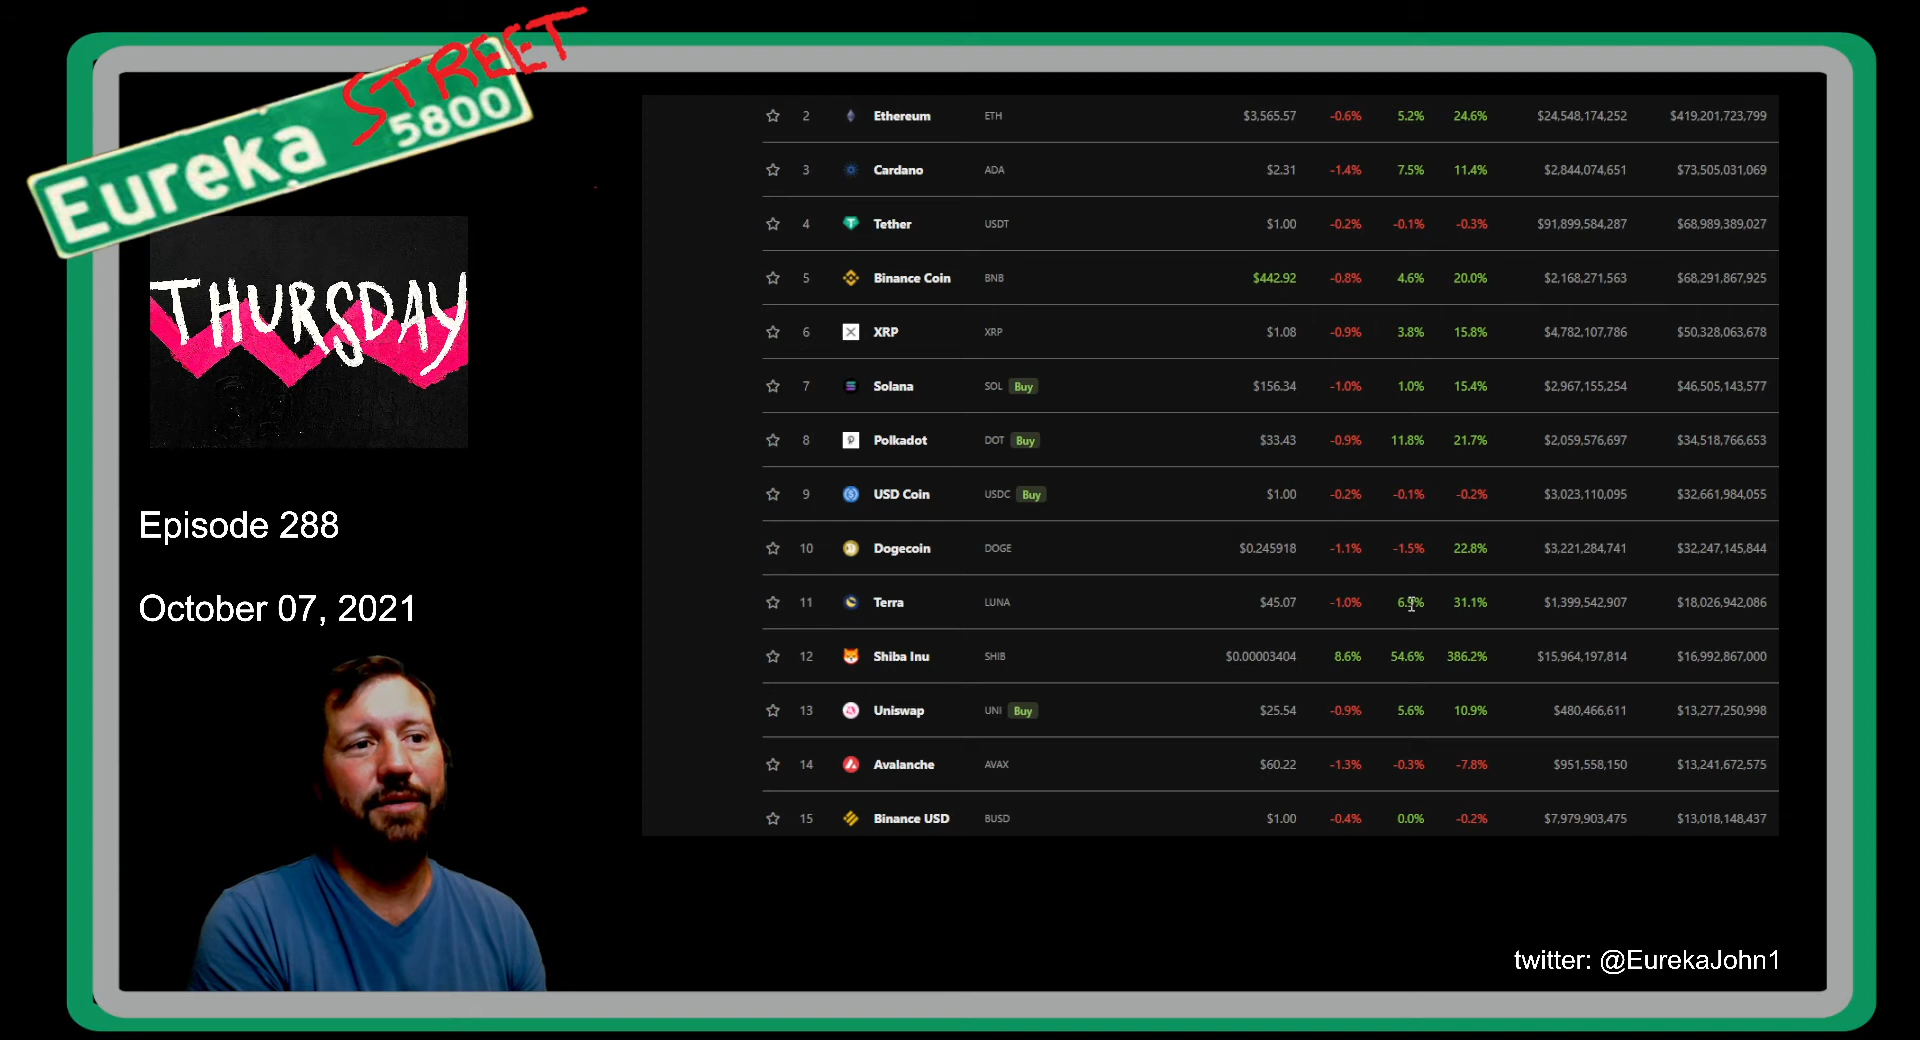 Eureka STREET
5800
THURSDAY
Episode 288
October 07, 2021
2 Ethereum ETH $3,565.57 -0.6% 5.2% 24.6% $24,548,174,252 $419,201,723,799
3 Cardano ADA $2.31 -1.4% 7.5% 11.4% $2,844,074,651 $73,505,031,069
4 Tether USDT $1.00 -0.2% -0.1% -0.3% $91,899,584,287 $68,989,389,027
5 Binance Coin BNB $442.92 -0.8% 4.6% 20.0% $2,168,271,563 $68,291,867,925
6 XRP XRP $1.08 -0.9% 3.8% 15.8% $4,782,107,786 $50,328,063,678
7 Solana SOL Buy $156.34 -1.0% 1.0% 15.4% $2,967,155,254 $46,505,143,577
8 Polkadot DOT Buy $33.43 -0.9% 11.8% 21.7% $2,059,576,697 $34,518,766,653
9 USD Coin USDC Buy $1.00 -0.2% -0.1% -0.2% $3,023,110,095 $32,661,984,055
10 Dogecoin DOGE $0.245918 -1.1% -1.5% 22.8% $3,221,284,741 $32,247,145,844
11 Terra LUNA $45.07 -1.0% 31.1% $1,399,542,907 $18,026,942,086
12 Shiba Inu SHIB $0.00003404 8.6% 54.6% 386.2% $15,964,197,814 $16,992,867,000
13 Uniswap UNI Buy $25.54 -0.9% 5.6% 10.9% $480,466,611 $13,277,250,998
14 Avalanche AVAX $60.22 -1.3% -0.3% -7.8% $951,558,150 $13,241,672,575
15 Binance USD BUSD $1.00 -0.4% 0.0% -0.2% $7,979,903,475 $13,018,148,437
twitter: @EurekaJohn1